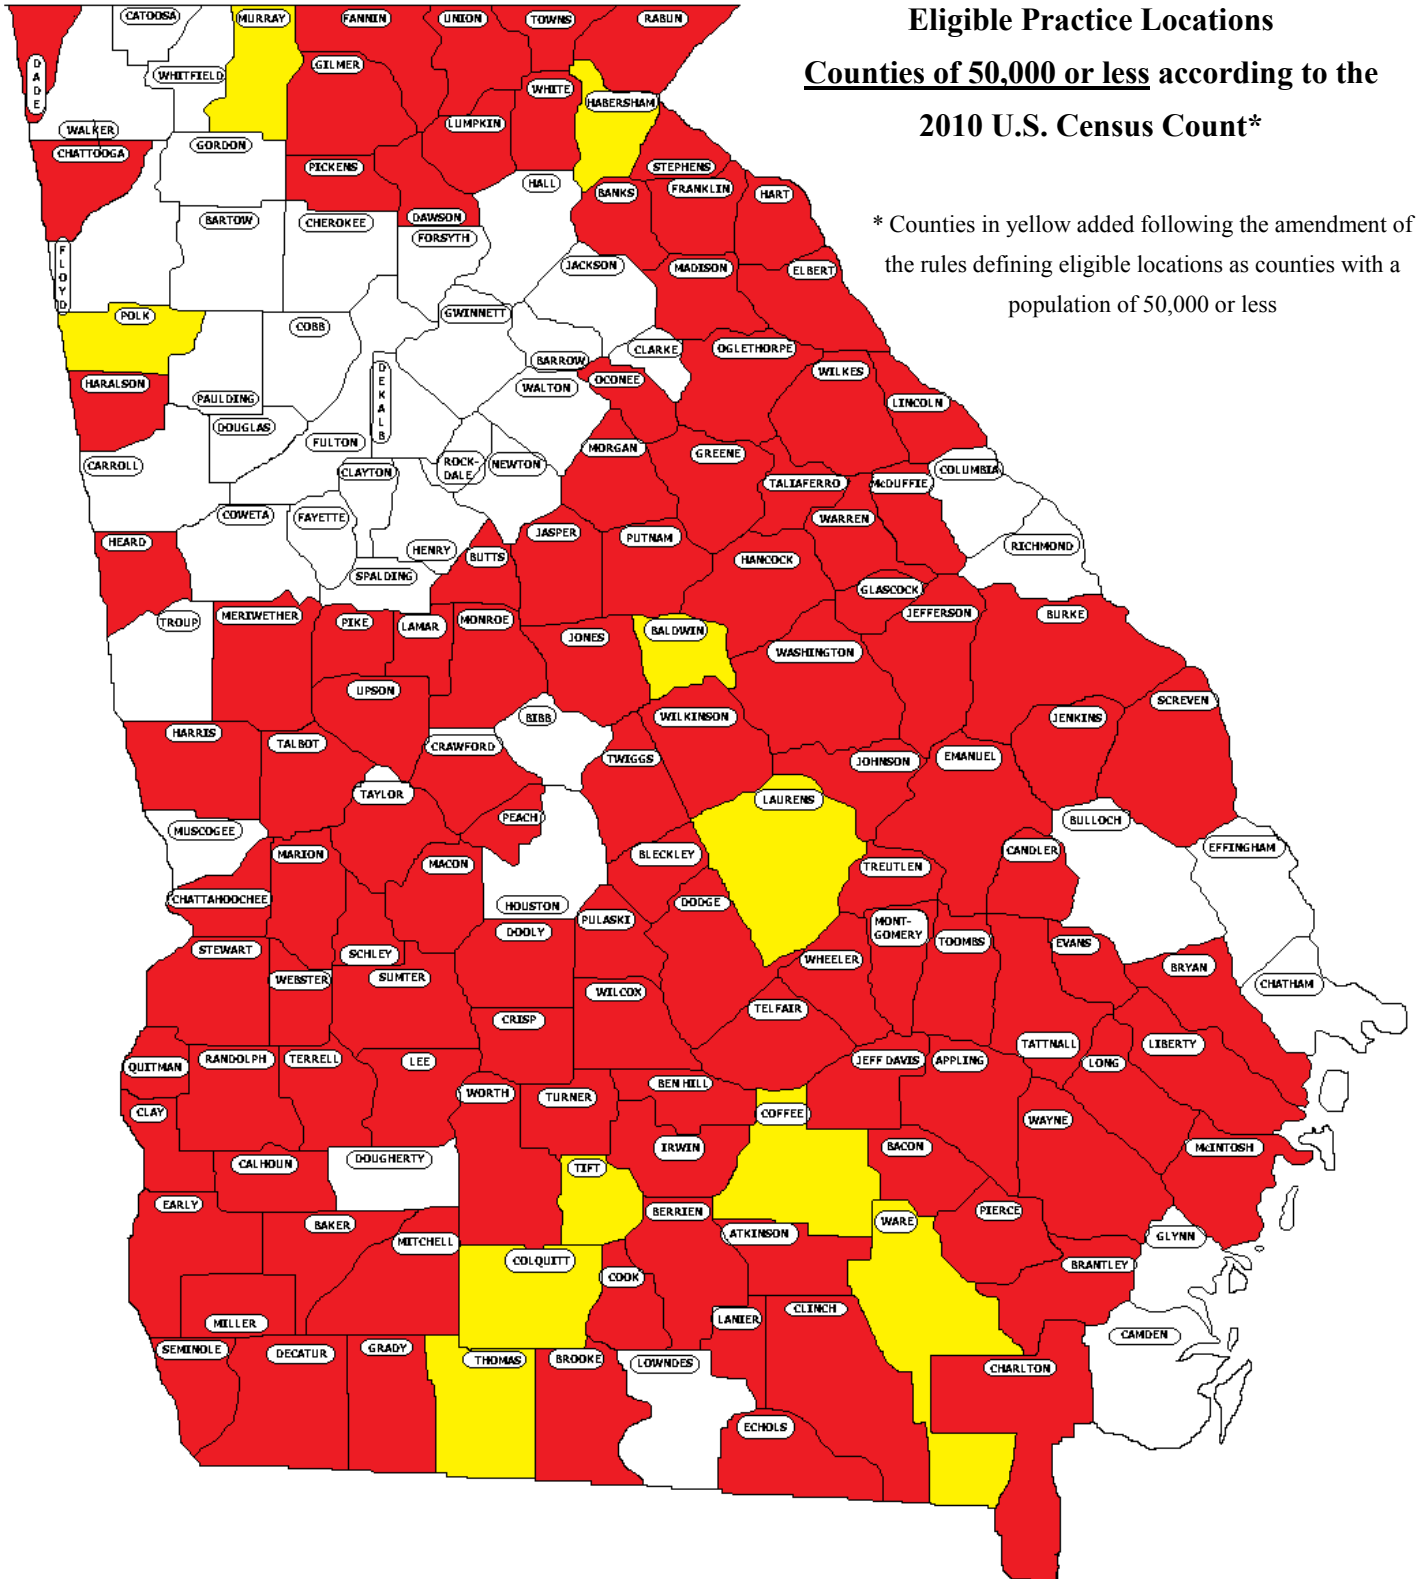 Eligible Practice Locations
Counties of 50,000 or less according to the
2010 U.S. Census Count*
* Counties in yellow added following the amendment of
the rules defining eligible locations as counties with a
population of 50,000 or less
CATOOSA
MURRAY
FANNIN
UNION
TOWNS
RABUN
DADE
WHITFIELD
GILMER
WHITE
HABERSHAM
WALKER
LUMPKIN
CHATTOOGA
GORDON
PICKENS
STEPHENS
HALL
BANKS
FRANKLIN
HART
BARTOW
CHEROKEE
DAWSON
FORSYTH
FLOYD
JACKSON
MADISON
ELBERT
POLK
COBB
GWINNETT
BARROW
CLARKE
OGLETHORPE
HARALSON
DEKALB
WALTON
OCONEE
WILKES
PAULDING
LINCOLN
DOUGLAS
FULTON
MORGAN
GREENE
CARROLL
CLAYTON
ROCK-
DALE
NEWTON
COLUMBIA
TALIAFERRO
McDUFFIE
COWETA
FAYETTE
WARREN
HEARD
HENRY
BUTTS
JASPER
PUTNAM
RICHMOND
SPALDING
HANCOCK
GLASCOCK
TROUP
MERIWETHER
PIKE
LAMAR
MONROE
JONES
BALDWIN
JEFFERSON
BURKE
WASHINGTON
UPSON
SCREVEN
HARRIS
TALBOT
CRAWFORD
BIBB
WILKINSON
JENKINS
TWIGGS
JOHNSON
EMANUEL
TAYLOR
LAURENS
MUSCOGEE
PEACH
BULLOCH
MARION
MACON
BLECKLEY
TREUTLEN
CANDLER
EFFINGHAM
CHATTAHOOCHEE
HOUSTON
DODGE
DOOLY
PULASKI
MONT-
GOMERY
TOOMBS
EVANS
STEWART
SCHLEY
WHEELER
BRYAN
WEBSTER
SUMTER
WILCOX
CHATHAM
CRISP
TELFAIR
QUITMAN
RANDOLPH
TERRELL
LEE
JEFF DAVIS
APPLING
TATTNALL
LONG
LIBERTY
CLAY
WORTH
TURNER
BEN HILL
COFFEE
WAYNE
CALHOUN
DOUGHERTY
TIFT
IRWIN
BACON
McINTOSH
EARLY
BAKER
BERRIEN
PIERCE
MITCHELL
ATKINSON
WARE
GLYNN
COLQUITT
COOK
BRANTLEY
MILLER
LANIER
CLINCH
CAMDEN
SEMINOLE
DECATUR
GRADY
THOMAS
BROOKE
LOWNDES
CHARLTON
ECHOLS